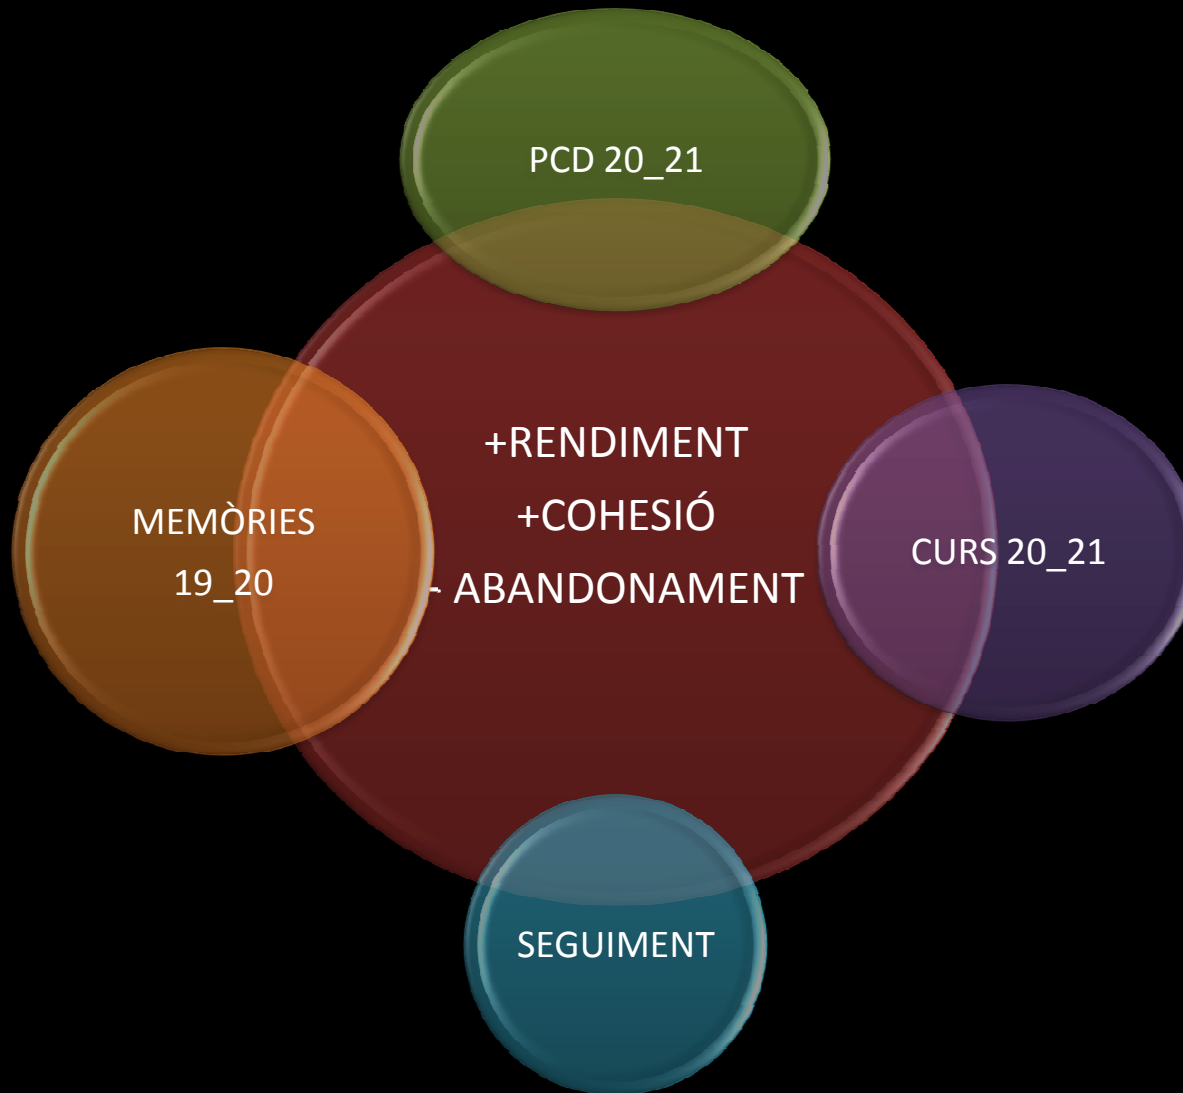 PCD 20_21
+RENDIMENT
+COHESIÓ
- ABANDONAMENT
MEMÒRIES
19_20
CURS 20_21
SEGUIMENT